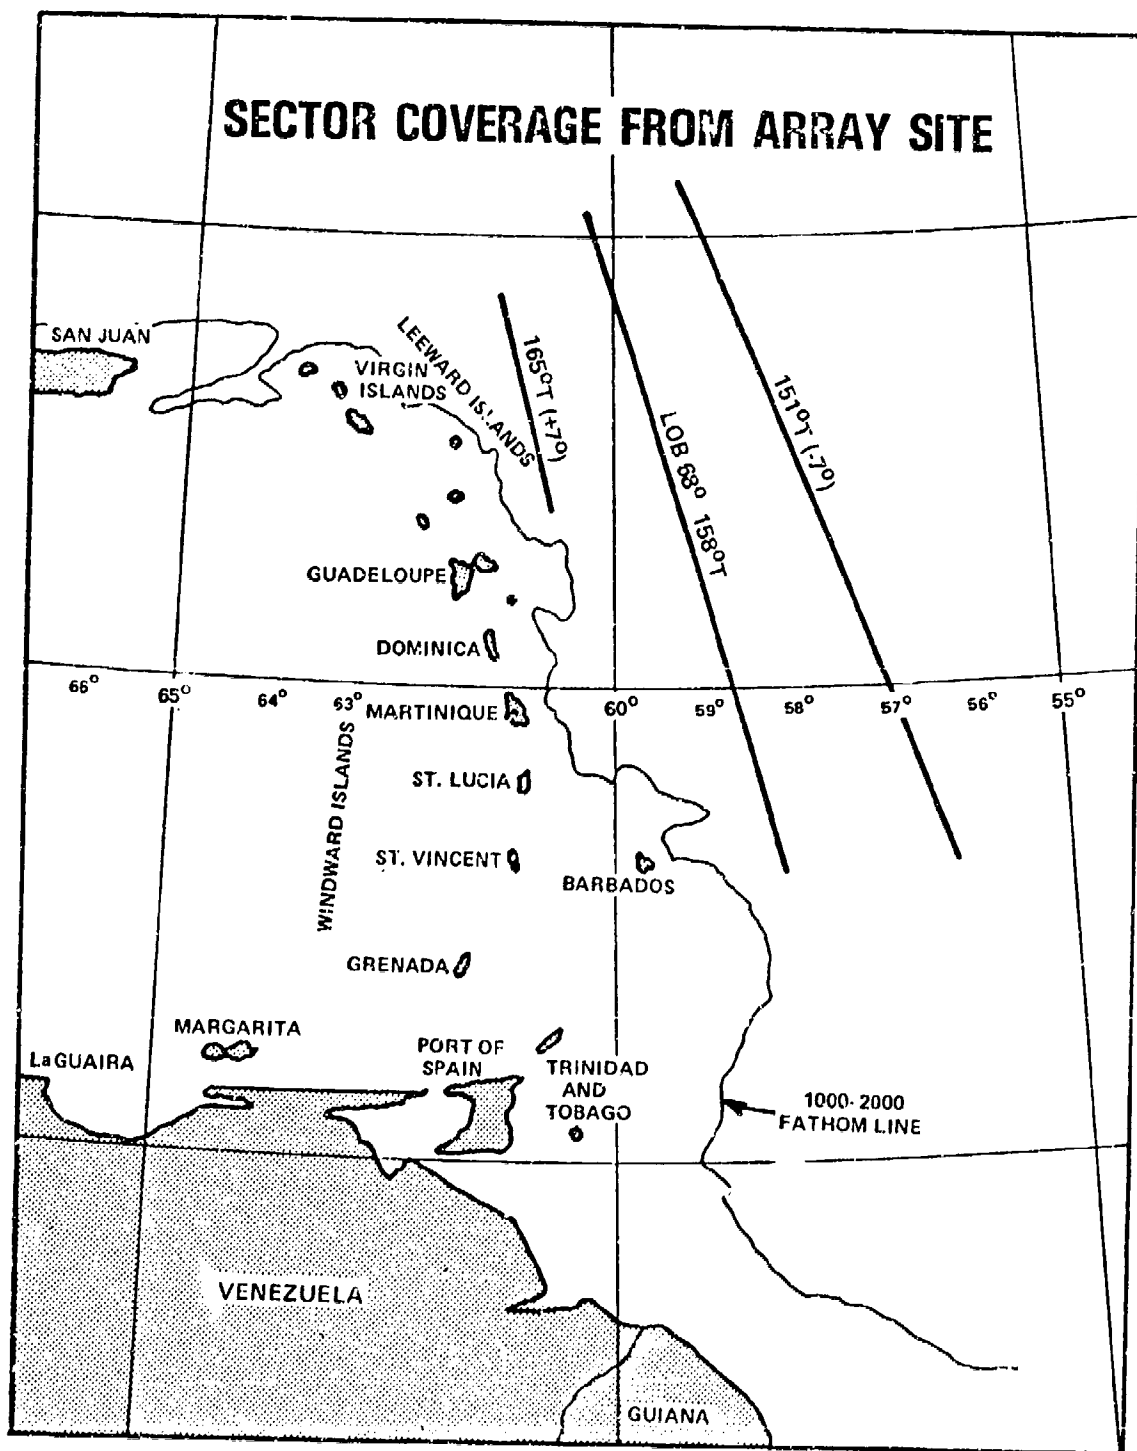 SECTOR COVERAGE FROM ARRAY SITE
SAN JUAN
LEEWARD ISLANDS
VIRGIN
ISLANDS
165°T (+7°)
LOB 68° 158°T
151°T (-7°)
GUADELOUPE
DOMINICA
66°
65°
64°
63°
60°
59°
58°
57°
56°
55°
MARTINIQUE
WINDWARD ISLANDS
ST. LUCIA
ST. VINCENT
BARBADOS
GRENADA
MARGARITA
La GUAIRA
PORT OF
SPAIN
TRINIDAD
AND
TOBAGO
1000-2000
FATHOM LINE
VENEZUELA
GUIANA